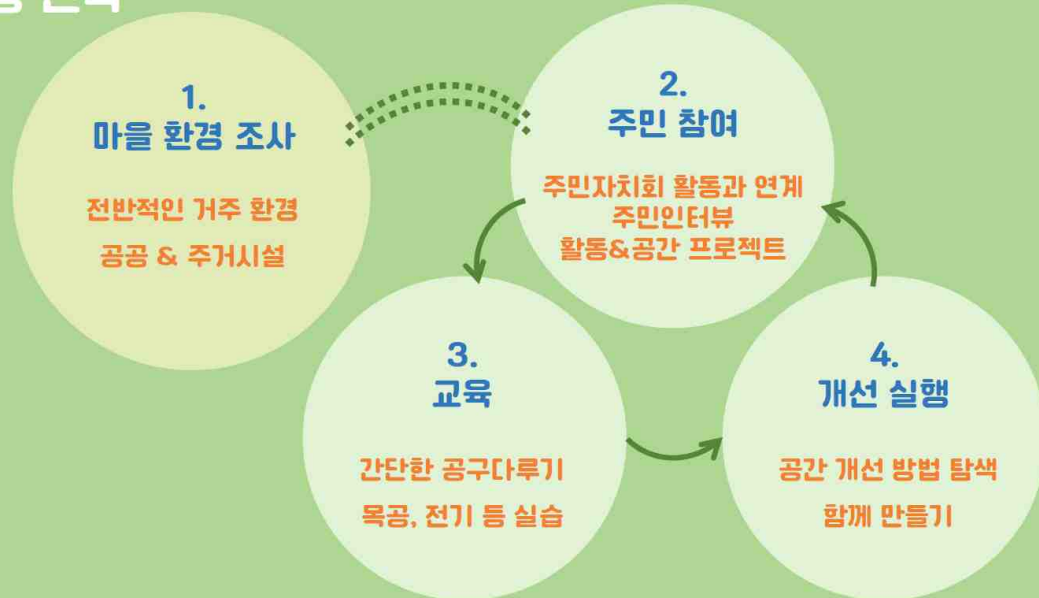 1.
마을 환경 조사
전반적인 거주 환경
공공 & 주거시설
2.
주민 참여
주민자치회 활동과 연계
주민인터뷰
활동&공간 프로젝트
3.
교육
간단한 공구다루기
목공, 전기 등 실습
4.
개선 실행
공간 개선 방법 탐색
함께 만들기